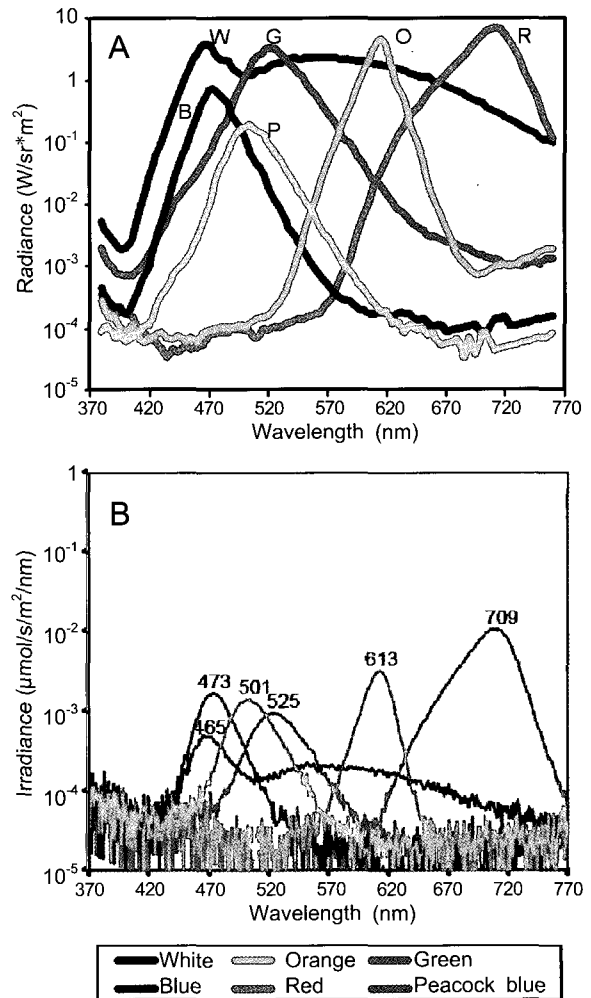 A
W
G
O
R
B
P
Radiance (W/sr*m2)
10
1
10-1
10-2
10-3
10-4
10-5
370 420 470 520 570 620 670 720 770
Wavelength (nm)
B
Irradiance (μmol/s/m2/nm)
1
10-1
10-2
10-3
10-4
10-5
709
613
473
501
525
465
370 420 470 520 570 620 670 720 770
Wavelength (nm)
White Orange Green
Blue Red Peacock blue